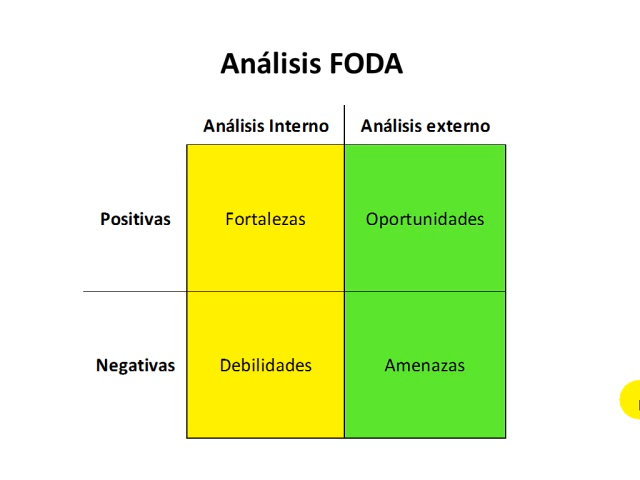 Análisis FODA
Análisis Interno Análisis externo
Positivas Fortalezas Oportunidades
Negativas Debilidades Amenazas